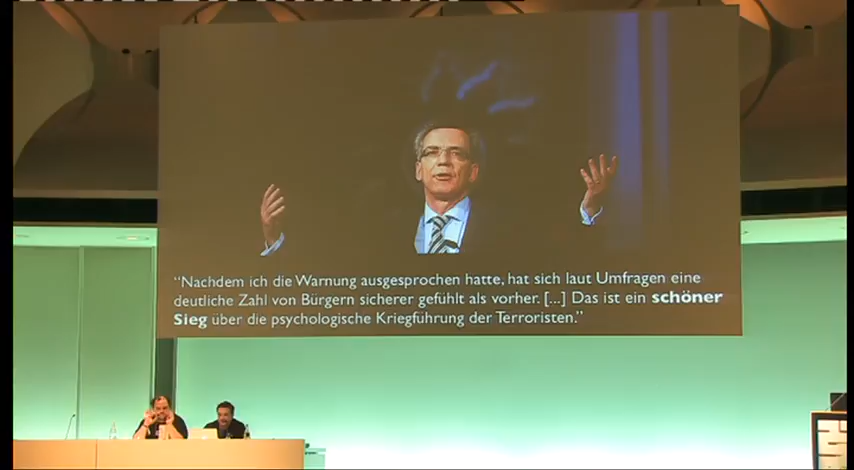 “Nachdem ich die Warnung ausgesprochen hatte, hat sich laut Umfragen eine
deutliche Zahl von Bürgern sicherer gefühlt als vorher. [...] Das ist ein schöner
Sieg über die psychologische Kriegführung der Terroristen.”